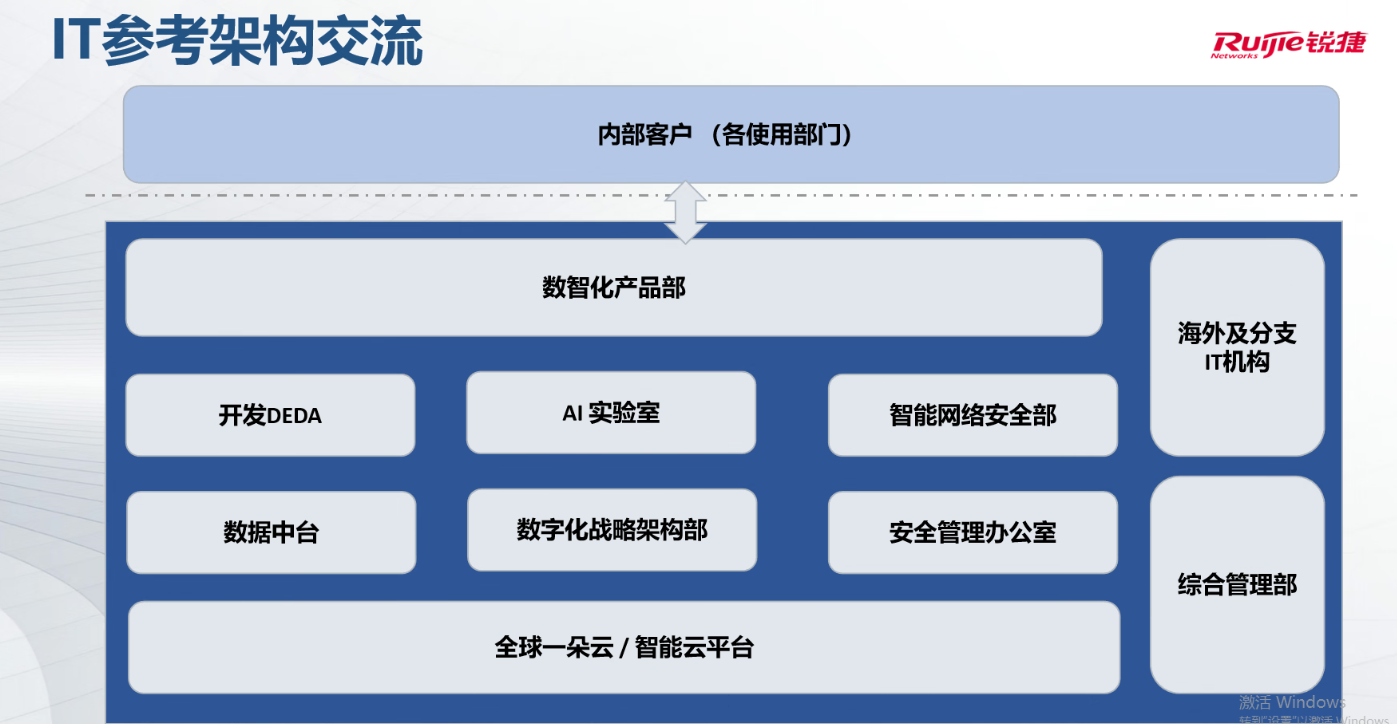 IT参考架构交流
Ruijie锐捷
Networks
内部客户 （各使用部门）
数智化产品部
海外及分支
IT机构
开发DEDA
AI 实验室
智能网络安全部
数据中台
数字化战略架构部
安全管理办公室
综合管理部
全球一朵云 / 智能云平台
激活 Windows
转到"设置"以激活 Windows